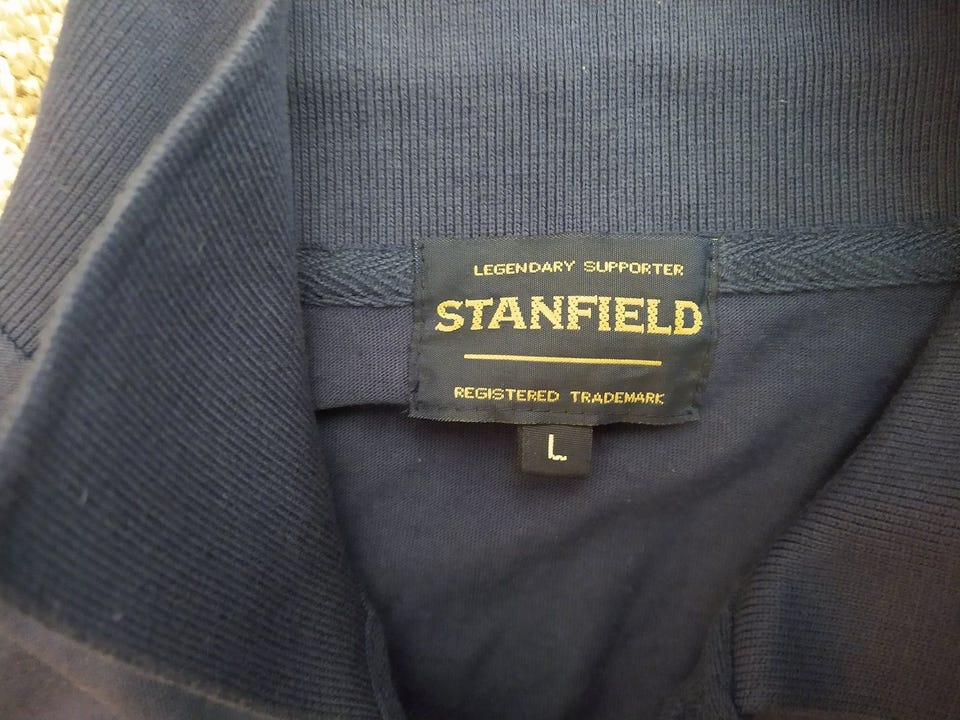 LEGENDARY SUPPORTER
STANFIELD
REGISTERED TRADEMARK
L